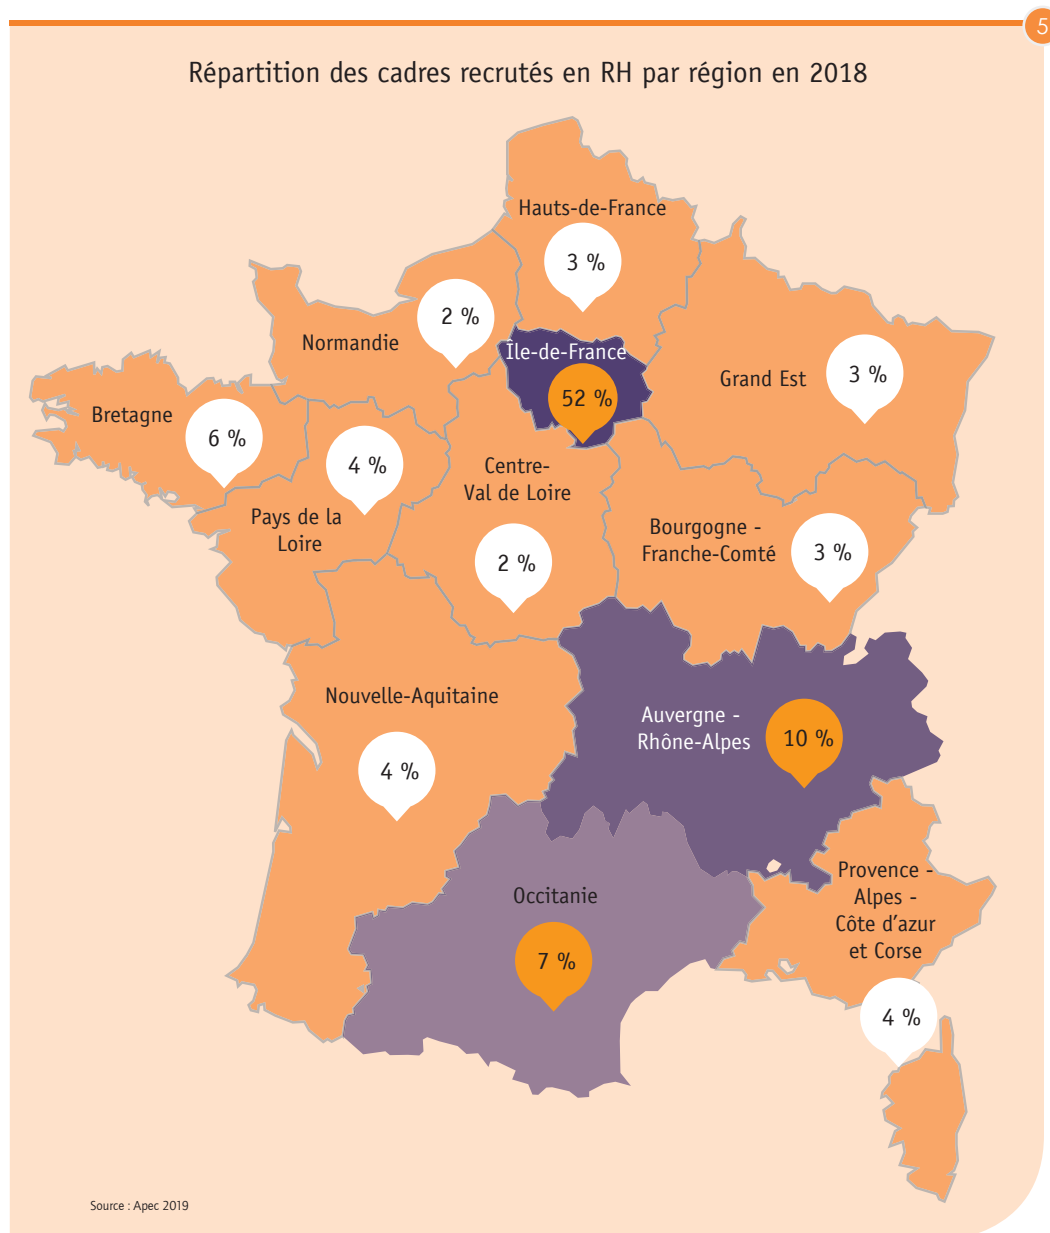 5
Répartition des cadres recrutés en RH par région en 2018
Hauts-de-France
3 %
Normandie
2 %
Île-de-France
52 %
Grand Est
3 %
Bretagne
6 %
Pays de la
Loire
4 %
Centre-
Val de Loire
2 %
Bourgogne -
Franche-Comté
3 %
Nouvelle-Aquitaine
4 %
Auvergne -
Rhône-Alpes
10 %
Occitanie
7 %
Provence -
Alpes -
Côte d’azur
et Corse
4 %
Source : Apec 2019